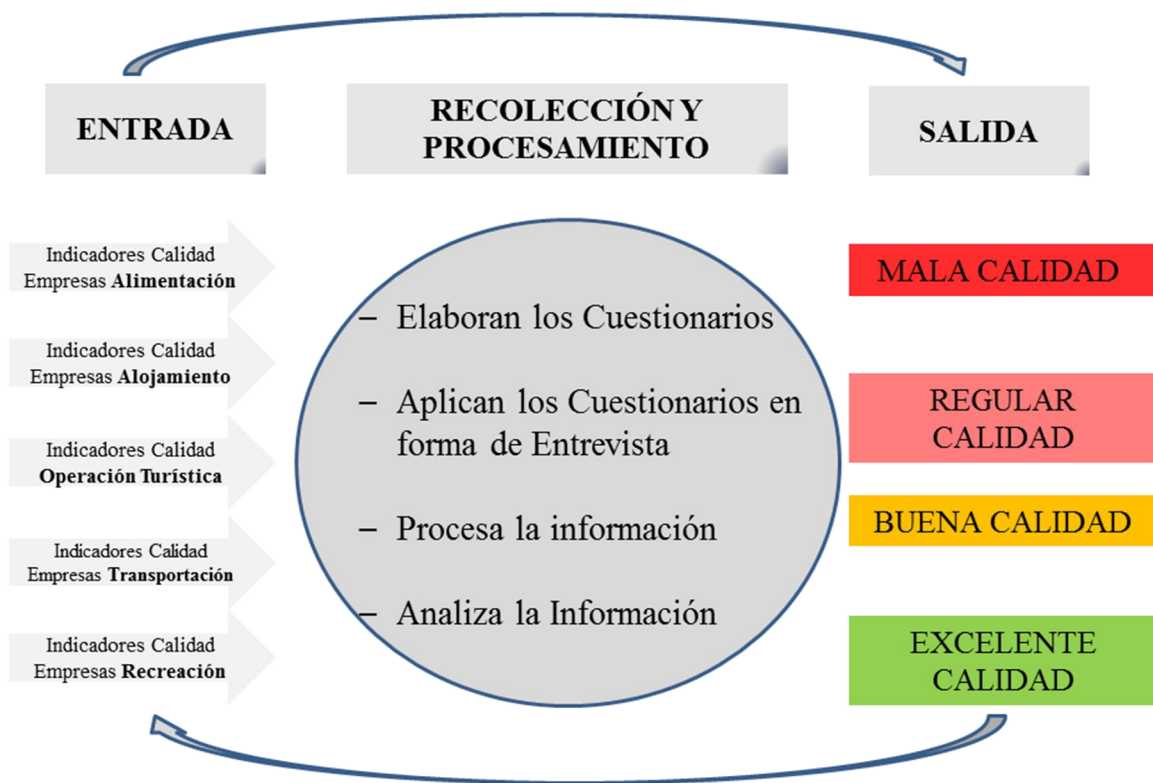 ENTRADA
RECOLECCIÓN Y
PROCESAMIENTO
SALIDA
Indicadores Calidad
Empresas Alimentación
Indicadores Calidad
Empresas Alojamiento
Indicadores Calidad
Operación Turística
Indicadores Calidad
Empresas Transportación
Indicadores Calidad
Empresas Recreación
– Elaboran los Cuestionarios
– Aplican los Cuestionarios en
forma de Entrevista
– Procesa la información
– Analiza la Información
MALA CALIDAD
REGULAR
CALIDAD
BUENA CALIDAD
EXCELENTE
CALIDAD